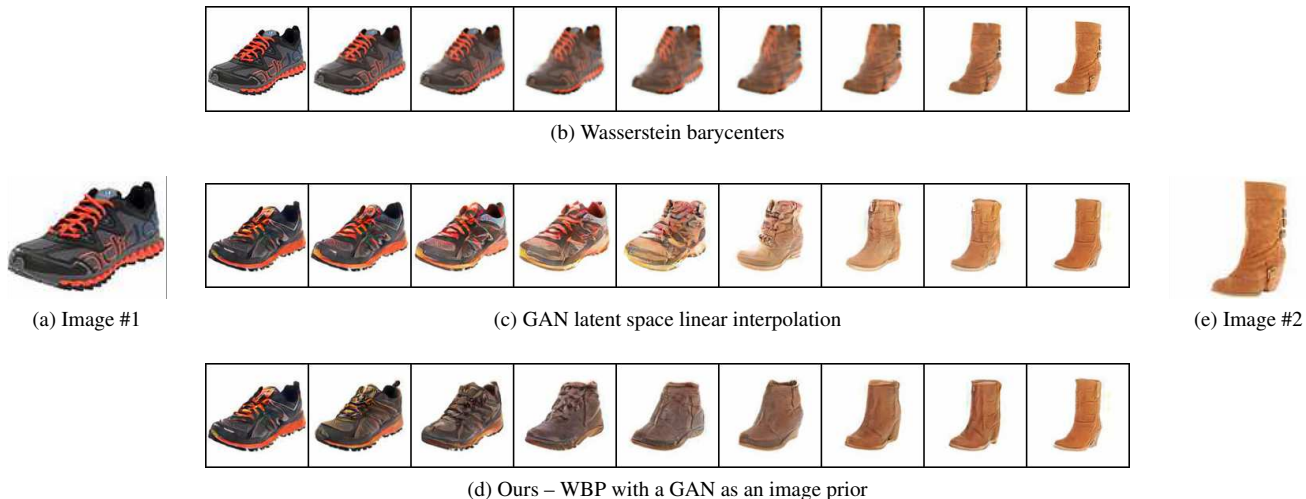 (b) Wasserstein barycenters
(a) Image #1
(c) GAN latent space linear interpolation
(e) Image #2
(d) Ours – WBP with a GAN as an image prior